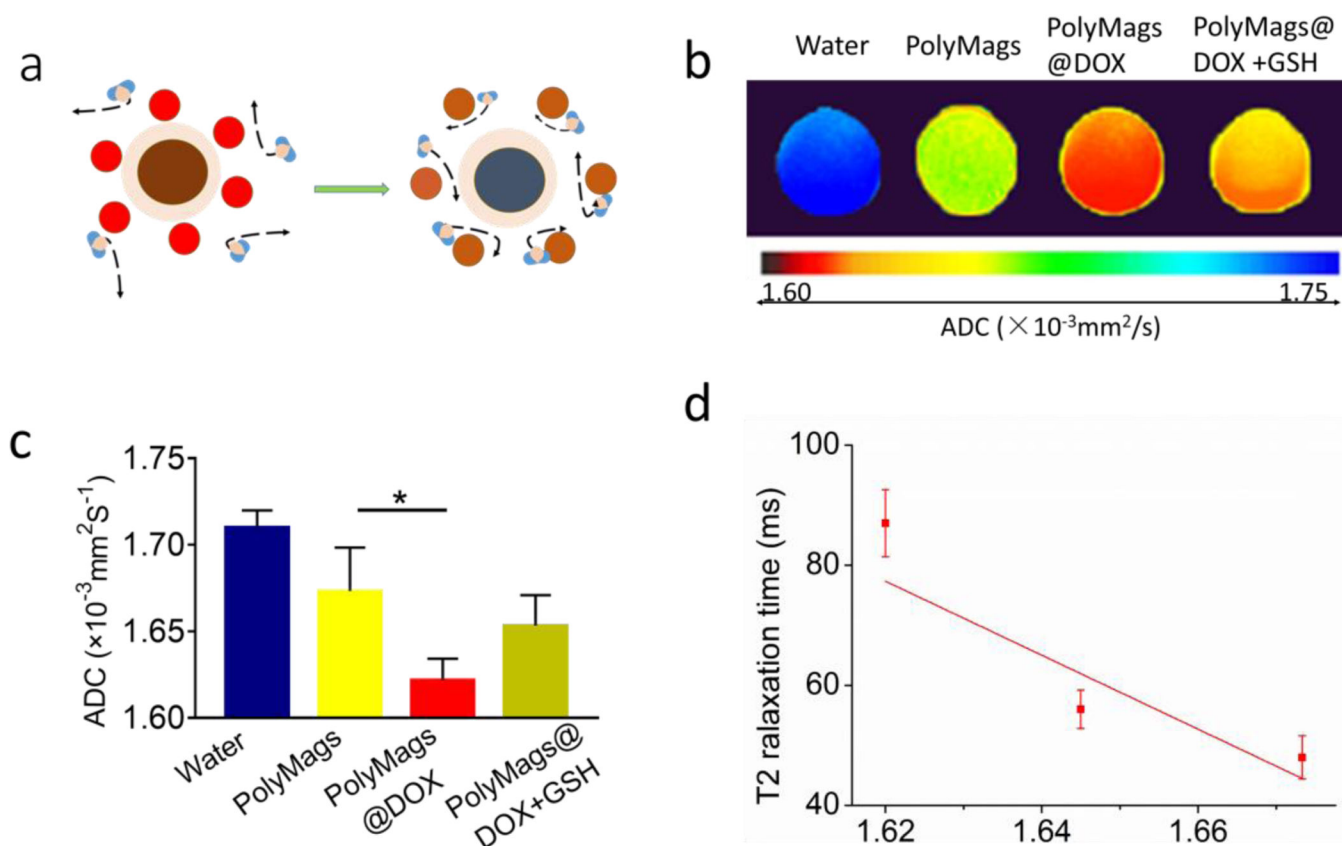 a
b
Water
PolyMags
PolyMags
@DOX
PolyMags@
DOX +GSH
1.60
1.75
ADC (×10⁻³mm²/s)
c
ADC (×10⁻³mm²S⁻¹)
1.75
1.70
1.65
1.60
*
Water
PolyMags
PolyMags
@DOX
PolyMags@
DOX+GSH
d
T2 ralaxation time (ms)
100
80
60
40
1.62
1.64
1.66